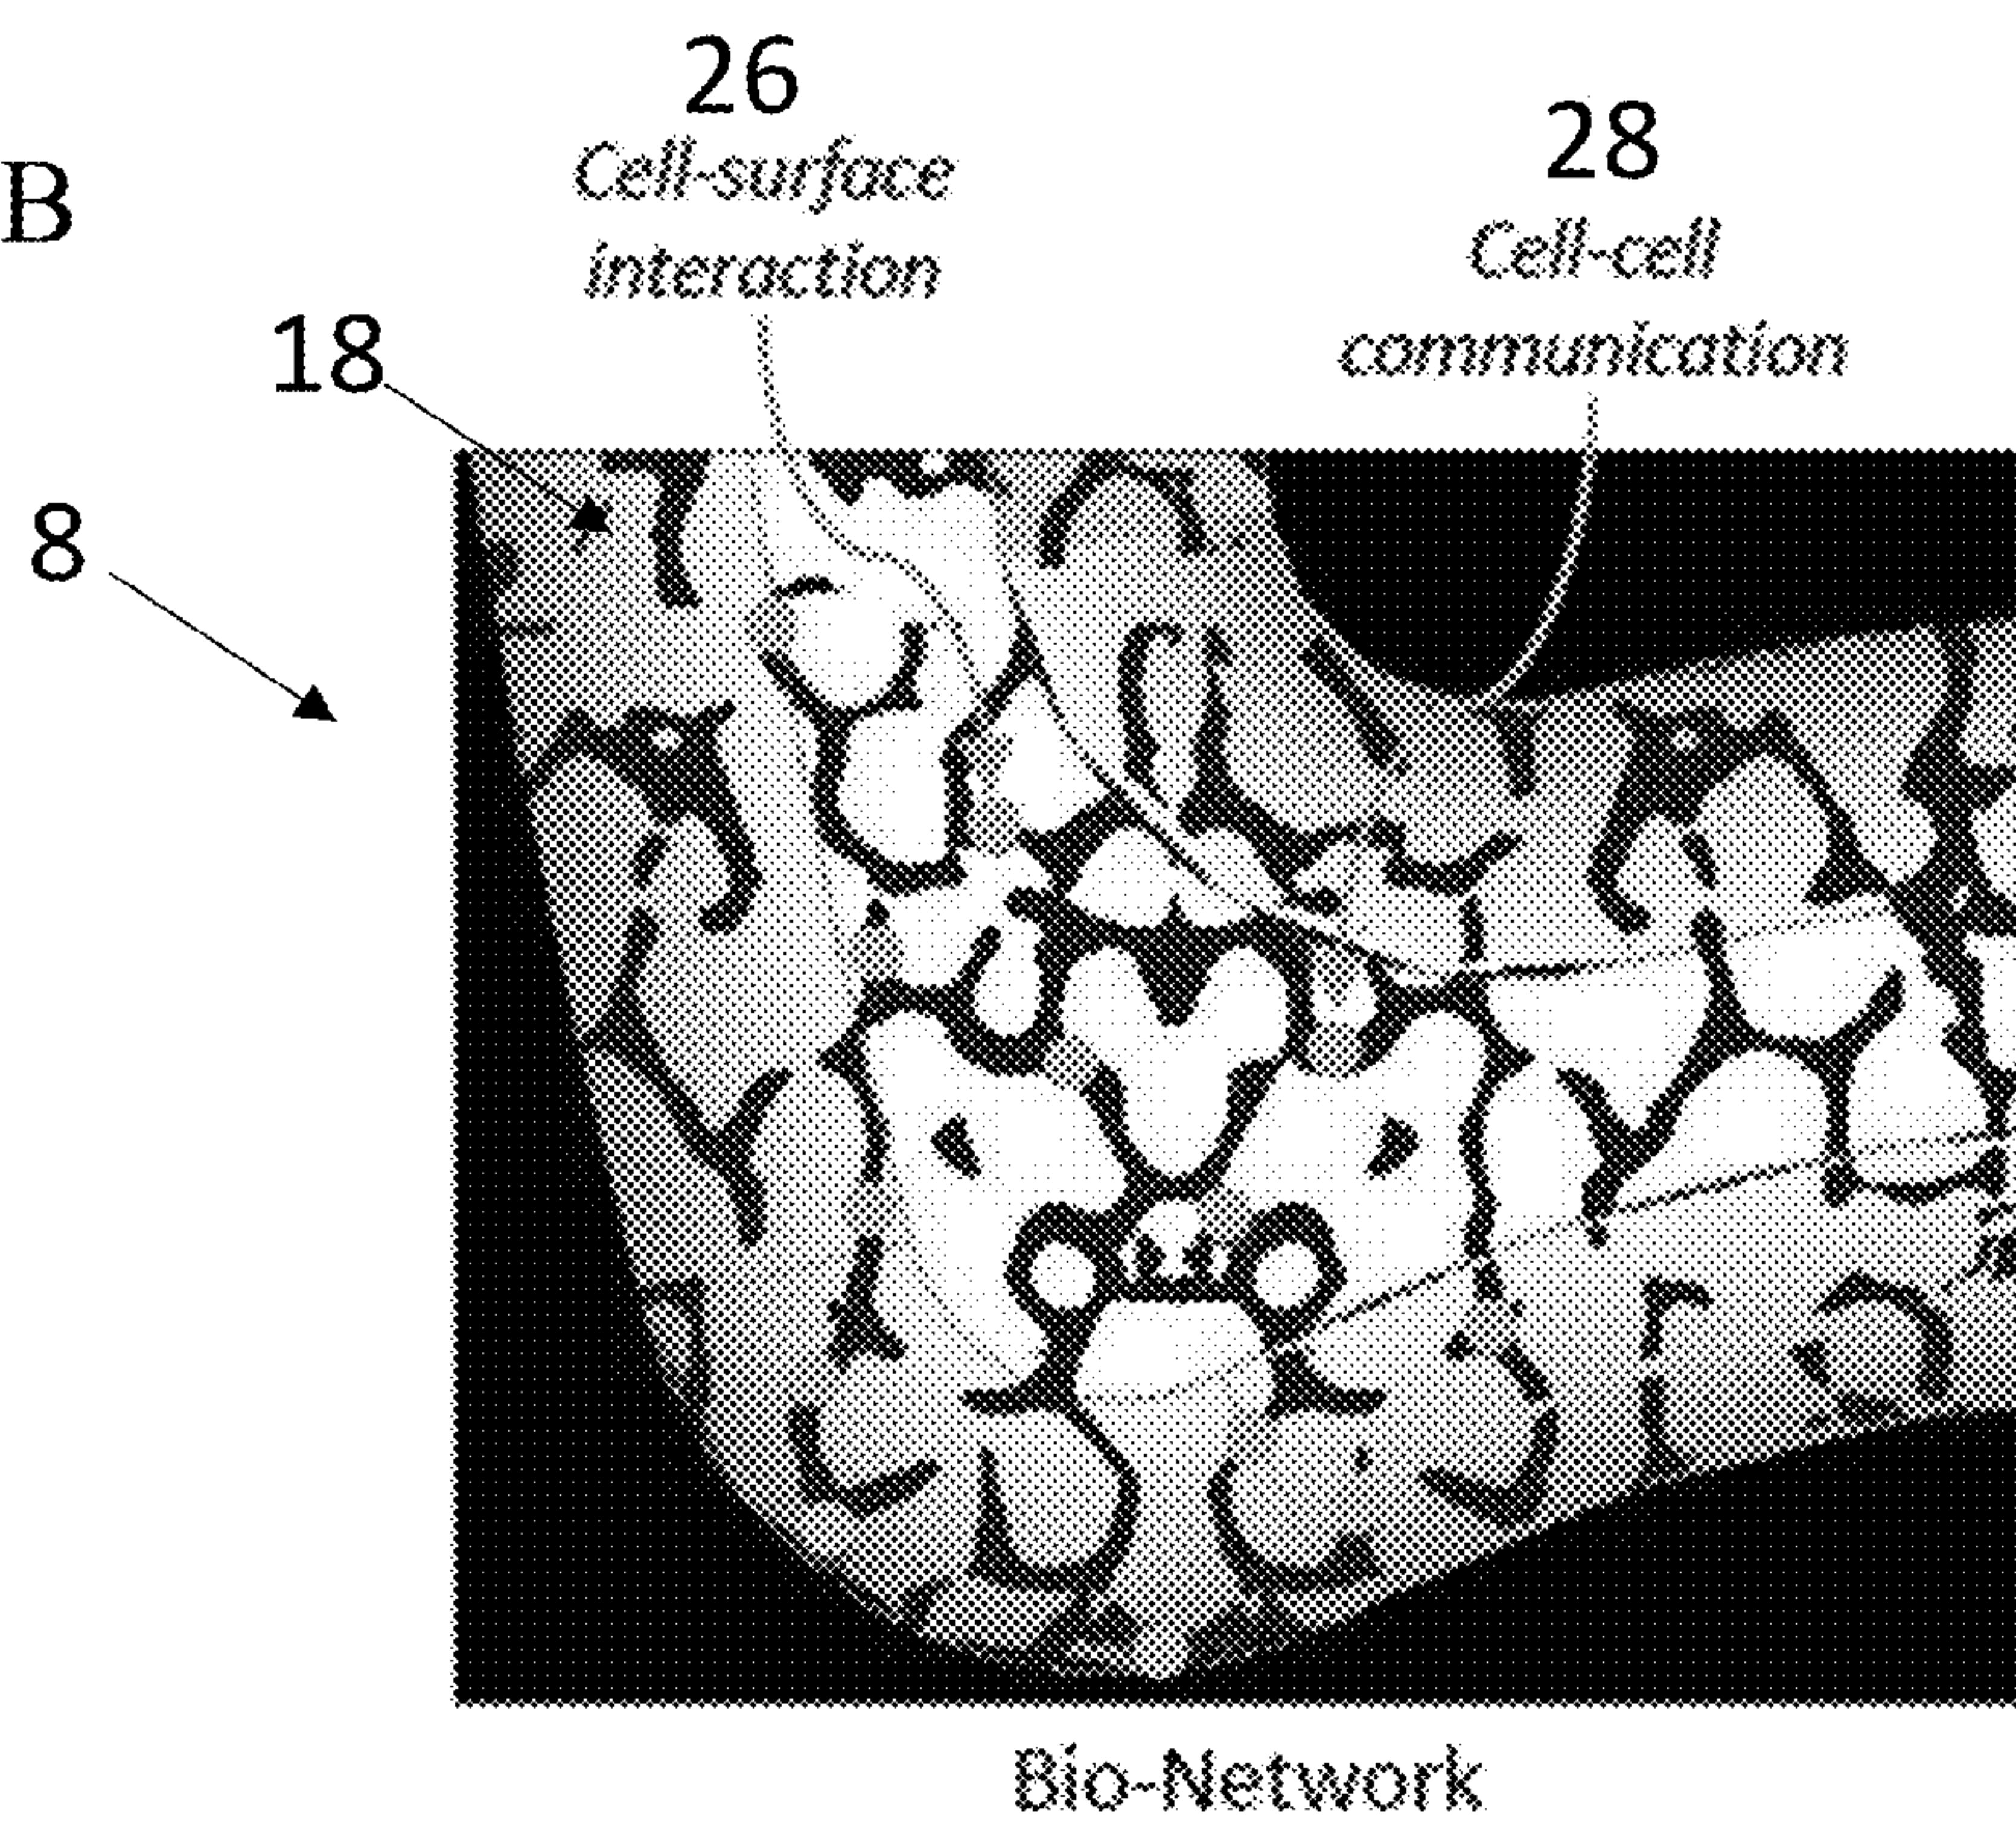 26
Cell-surface
interaction
28
Cell-cell
communication
B
18
8
Bio-Network